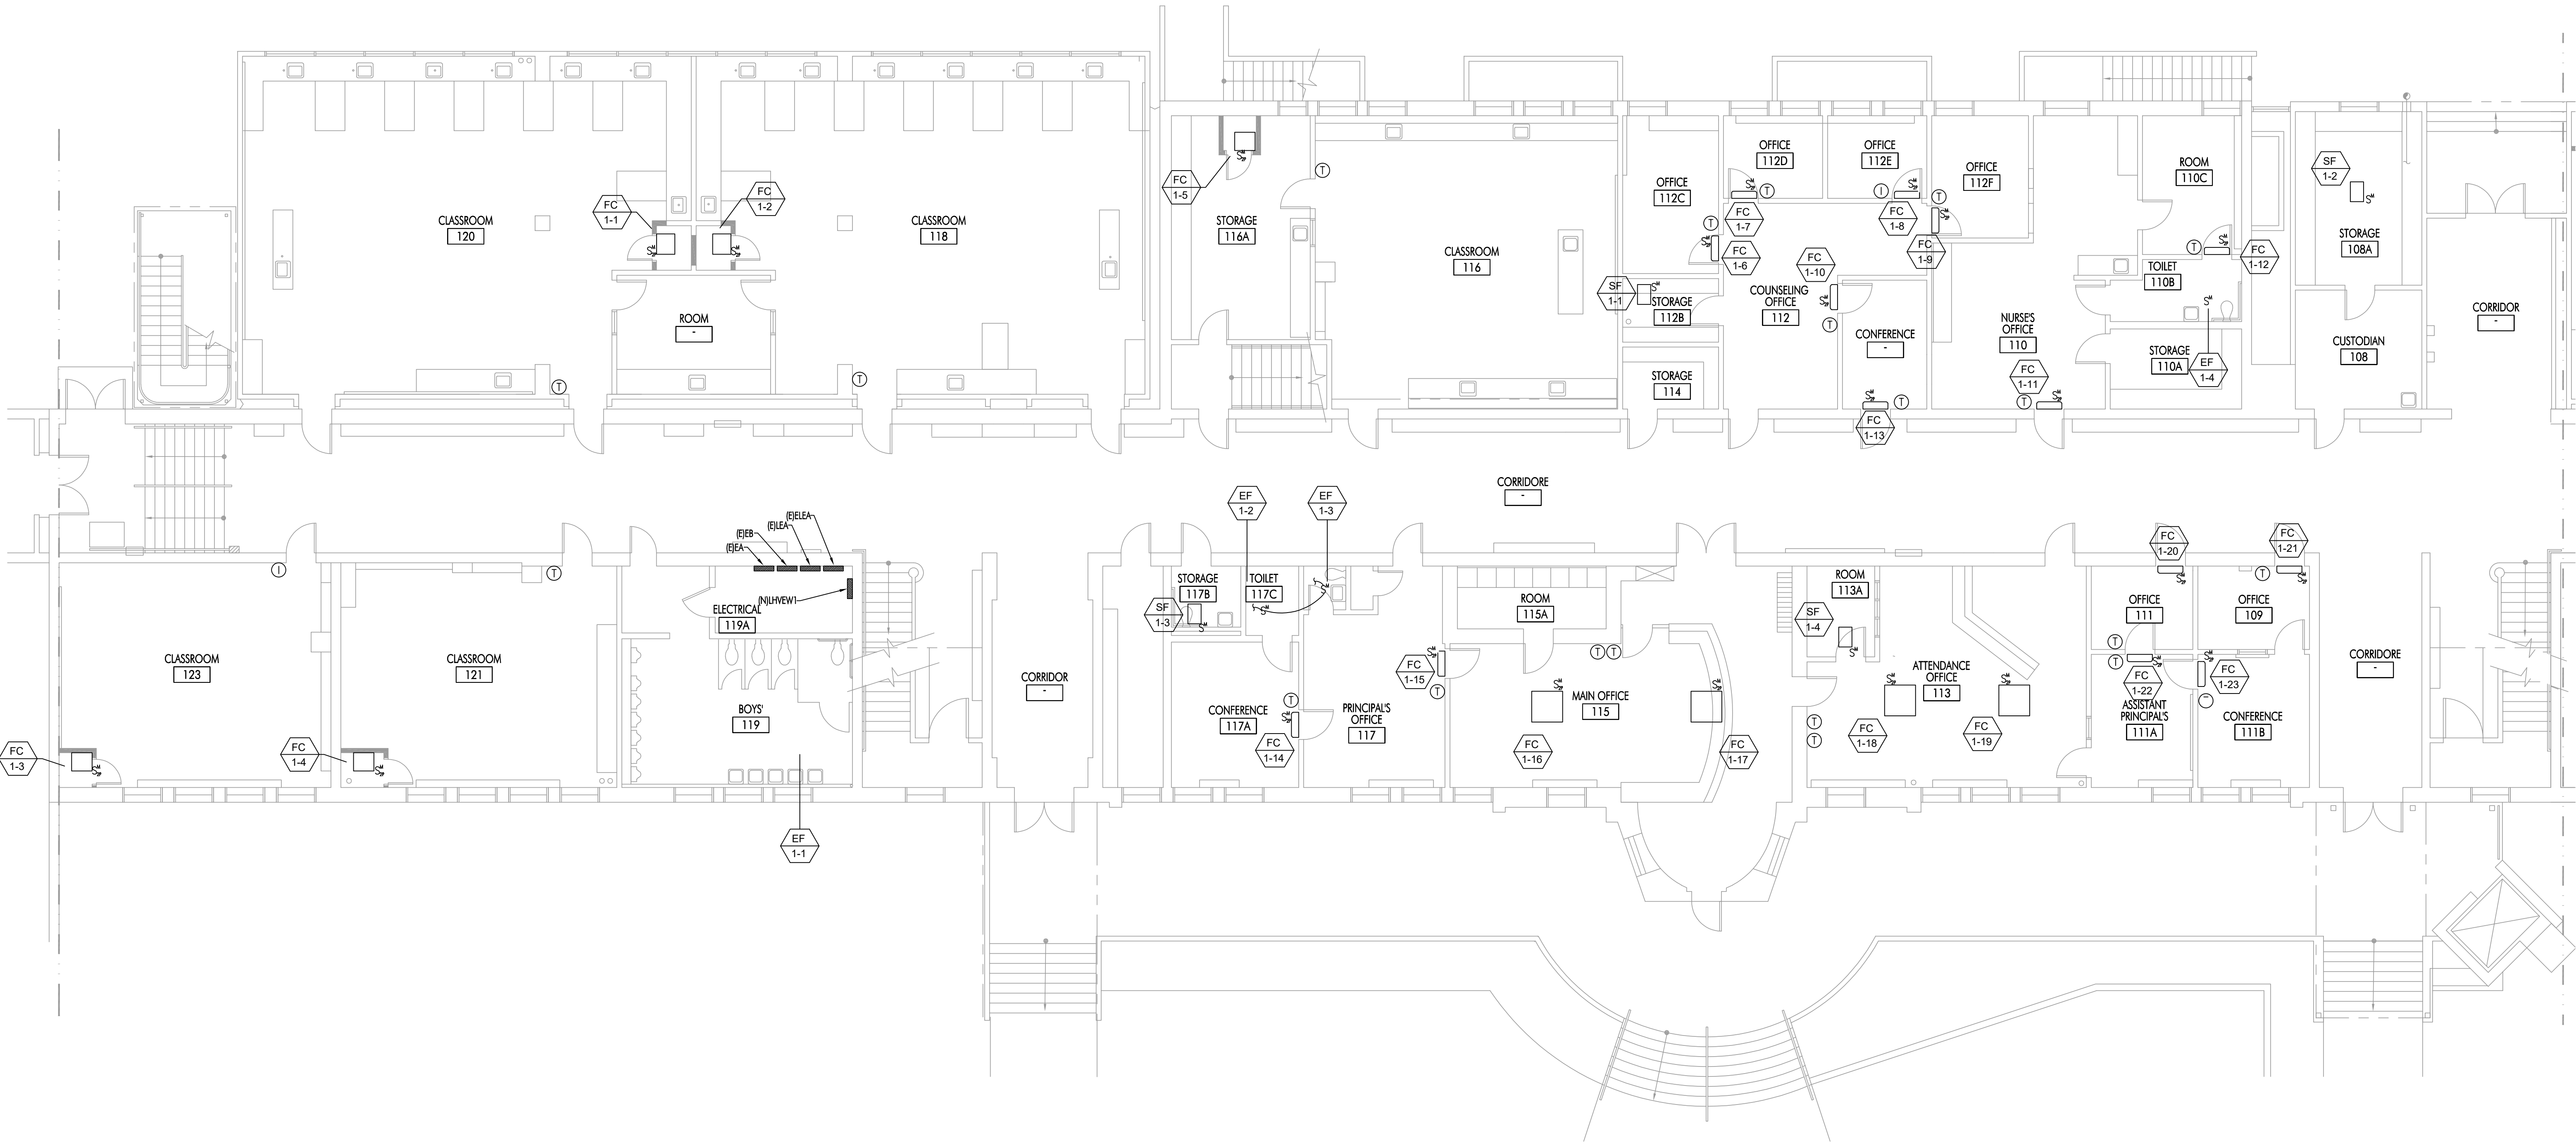 OFFICE
112D
OFFICE
112E
OFFICE
112F
ROOM
110C
SF
1-2
FC
1-5
OFFICE
112C
FC
1-1
FC
1-2
CLASSROOM
120
CLASSROOM
118
STORAGE
116A
CLASSROOM
116
FC
1-7
FC
1-8
FC
1-6
FC
1-9
FC
1-10
FC
1-12
STORAGE
108A
TOILET
110B
SF
1-1
STORAGE
112B
COUNSELING
OFFICE
112
CONFERENCE
-
NURSE'S
OFFICE
110
CORRIDOR
-
ROOM
-
STORAGE
114
STORAGE
110A
EF
1-4
CUSTODIAN
108
FC
1-11
FC
1-13
T
T
T
T
I
T
T
T
T
T
T
T
CORRIDORE
-
EF
1-2
EF
1-3
(E)ELEA
(E)LEA
(E)EB
(E)EA
(N)LHVEW1
ELECTRICAL
119A
STORAGE
117B
TOILET
117C
SF
1-3
ROOM
115A
ROOM
113A
SF
1-4
FC
1-20
FC
1-21
OFFICE
111
OFFICE
109
CLASSROOM
123
CLASSROOM
121
CORRIDOR
-
CORRIDORE
-
BOYS'
119
CONFERENCE
117A
FC
1-14
PRINCIPAL'S
OFFICE
117
FC
1-15
MAIN OFFICE
115
FC
1-16
FC
1-17
ATTENDANCE
OFFICE
113
FC
1-18
FC
1-19
FC
1-22
FC
1-23
ASSISTANT
PRINCIPAL'S
111A
CONFERENCE
111B
FC
1-3
FC
1-4
EF
1-1
I
T
T
T
T
T
T
T
T
T
T